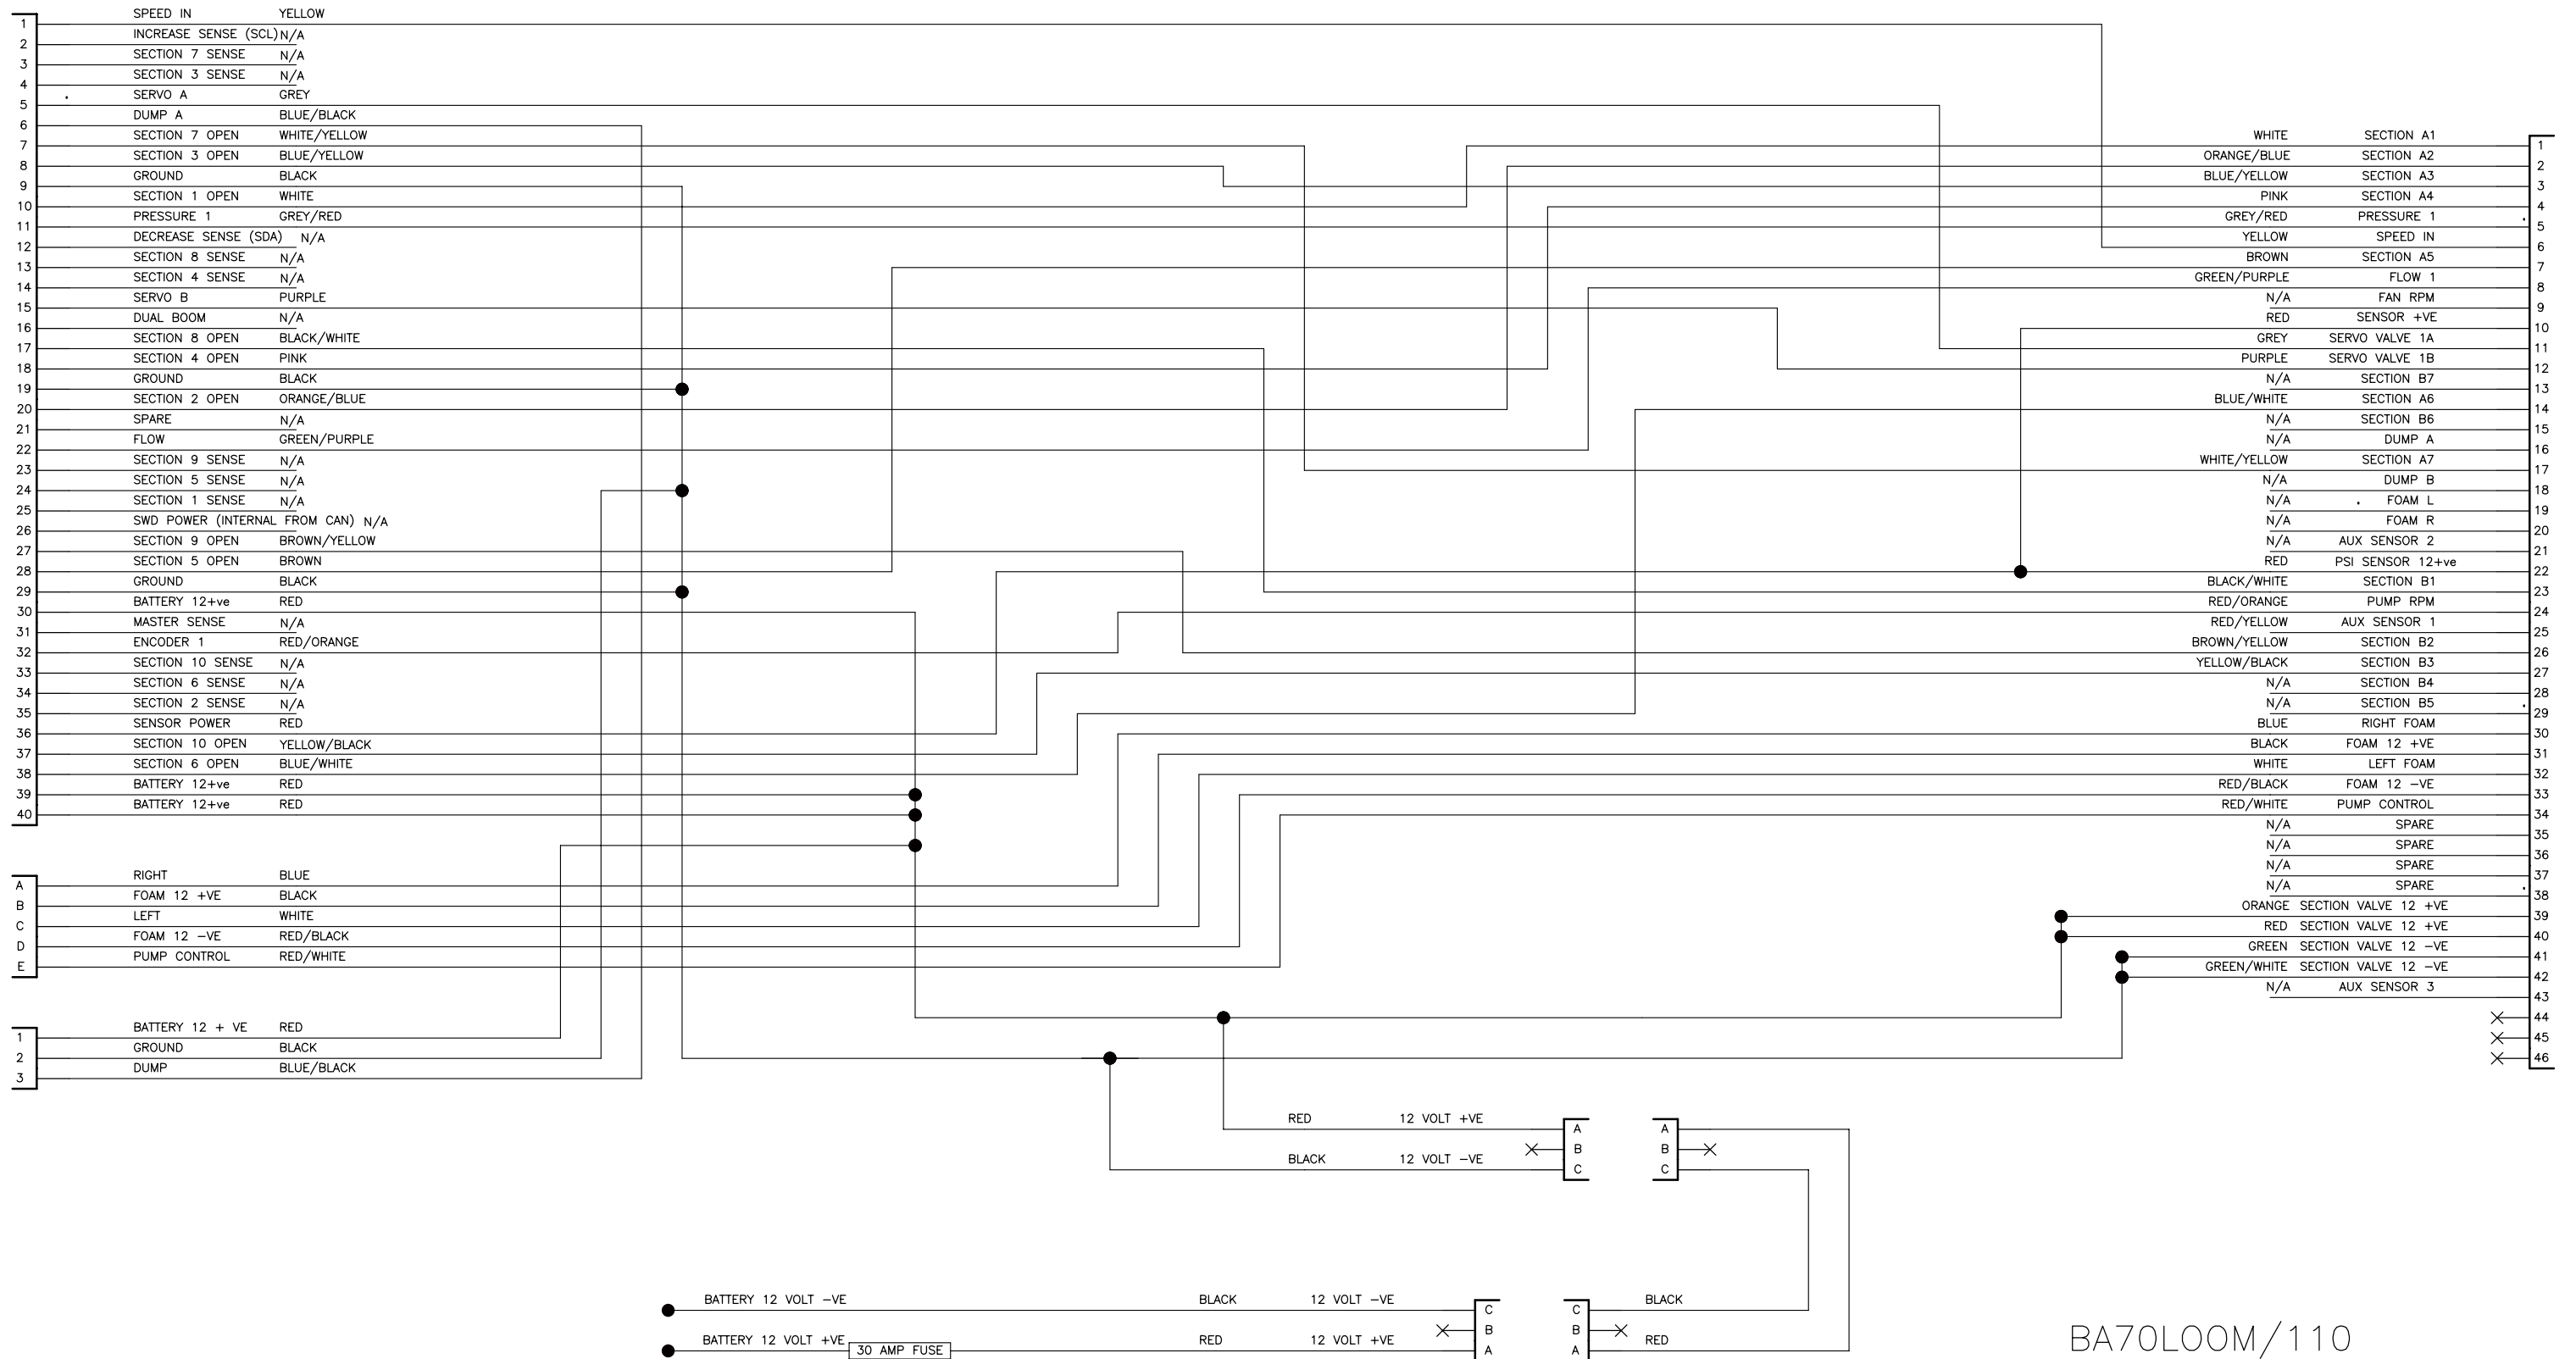 1 SPEED IN YELLOW
2 INCREASE SENSE (SCL) N/A
3 SECTION 7 SENSE N/A
4 SECTION 3 SENSE N/A
5 SERVO A GREY
6 DUMP A BLUE/BLACK
7 SECTION 7 OPEN WHITE/YELLOW
8 SECTION 3 OPEN BLUE/YELLOW
9 GROUND BLACK
10 SECTION 1 OPEN WHITE
11 PRESSURE 1 GREY/RED
12 DECREASE SENSE (SDA) N/A
13 SECTION 8 SENSE N/A
14 SECTION 4 SENSE N/A
15 SERVO B PURPLE
16 DUAL BOOM N/A
17 SECTION 8 OPEN BLACK/WHITE
18 SECTION 4 OPEN PINK
19 GROUND BLACK
20 SECTION 2 OPEN ORANGE/BLUE
21 SPARE N/A
22 FLOW GREEN/PURPLE
23 SECTION 9 SENSE N/A
24 SECTION 5 SENSE N/A
25 SECTION 1 SENSE N/A
26 SWD POWER (INTERNAL FROM CAN) N/A
27 SECTION 9 OPEN BROWN/YELLOW
28 SECTION 5 OPEN BROWN
29 GROUND BLACK
30 BATTERY 12+ve RED
31 MASTER SENSE N/A
32 ENCODER 1 RED/ORANGE
33 SECTION 10 SENSE N/A
34 SECTION 6 SENSE N/A
35 SECTION 2 SENSE N/A
36 SENSOR POWER RED
37 SECTION 10 OPEN YELLOW/BLACK
38 SECTION 6 OPEN BLUE/WHITE
39 BATTERY 12+ve RED
40 BATTERY 12+ve RED
A RIGHT BLUE
B FOAM 12 +VE BLACK
C LEFT WHITE
D FOAM 12 -VE RED/BLACK
E PUMP CONTROL RED/WHITE
1 BATTERY 12 + VE RED
2 GROUND BLACK
3 DUMP BLUE/BLACK
WHITE SECTION A1 1
ORANGE/BLUE SECTION A2 2
BLUE/YELLOW SECTION A3 3
PINK SECTION A4 4
GREY/RED PRESSURE 1 5
YELLOW SPEED IN 6
BROWN SECTION A5 7
GREEN/PURPLE FLOW 1 8
N/A FAN RPM 9
RED SENSOR +VE 10
GREY SERVO VALVE 1A 11
PURPLE SERVO VALVE 1B 12
N/A SECTION B7 13
BLUE/WHITE SECTION A6 14
N/A SECTION B6 15
N/A DUMP A 16
WHITE/YELLOW SECTION A7 17
N/A DUMP B 18
N/A FOAM L 19
N/A FOAM R 20
N/A AUX SENSOR 2 21
RED PSI SENSOR 12+ve 22
BLACK/WHITE SECTION B1 23
RED/ORANGE PUMP RPM 24
RED/YELLOW AUX SENSOR 1 25
BROWN/YELLOW SECTION B2 26
YELLOW/BLACK SECTION B3 27
N/A SECTION B4 28
N/A SECTION B5 29
BLUE RIGHT FOAM 30
BLACK FOAM 12 +VE 31
WHITE LEFT FOAM 32
RED/BLACK FOAM 12 -VE 33
RED/WHITE PUMP CONTROL 34
N/A SPARE 35
N/A SPARE 36
N/A SPARE 37
N/A SPARE 38
ORANGE SECTION VALVE 12 +VE 39
RED SECTION VALVE 12 +VE 40
GREEN SECTION VALVE 12 -VE 41
GREEN/WHITE SECTION VALVE 12 -VE 42
N/A AUX SENSOR 3 43
44
45
46
RED 12 VOLT +VE A A
B B
BLACK 12 VOLT -VE C C
BATTERY 12 VOLT -VE BLACK 12 VOLT -VE C C BLACK
B B
BATTERY 12 VOLT +VE 30 AMP FUSE RED 12 VOLT +VE A A RED
BA70LOOM/110